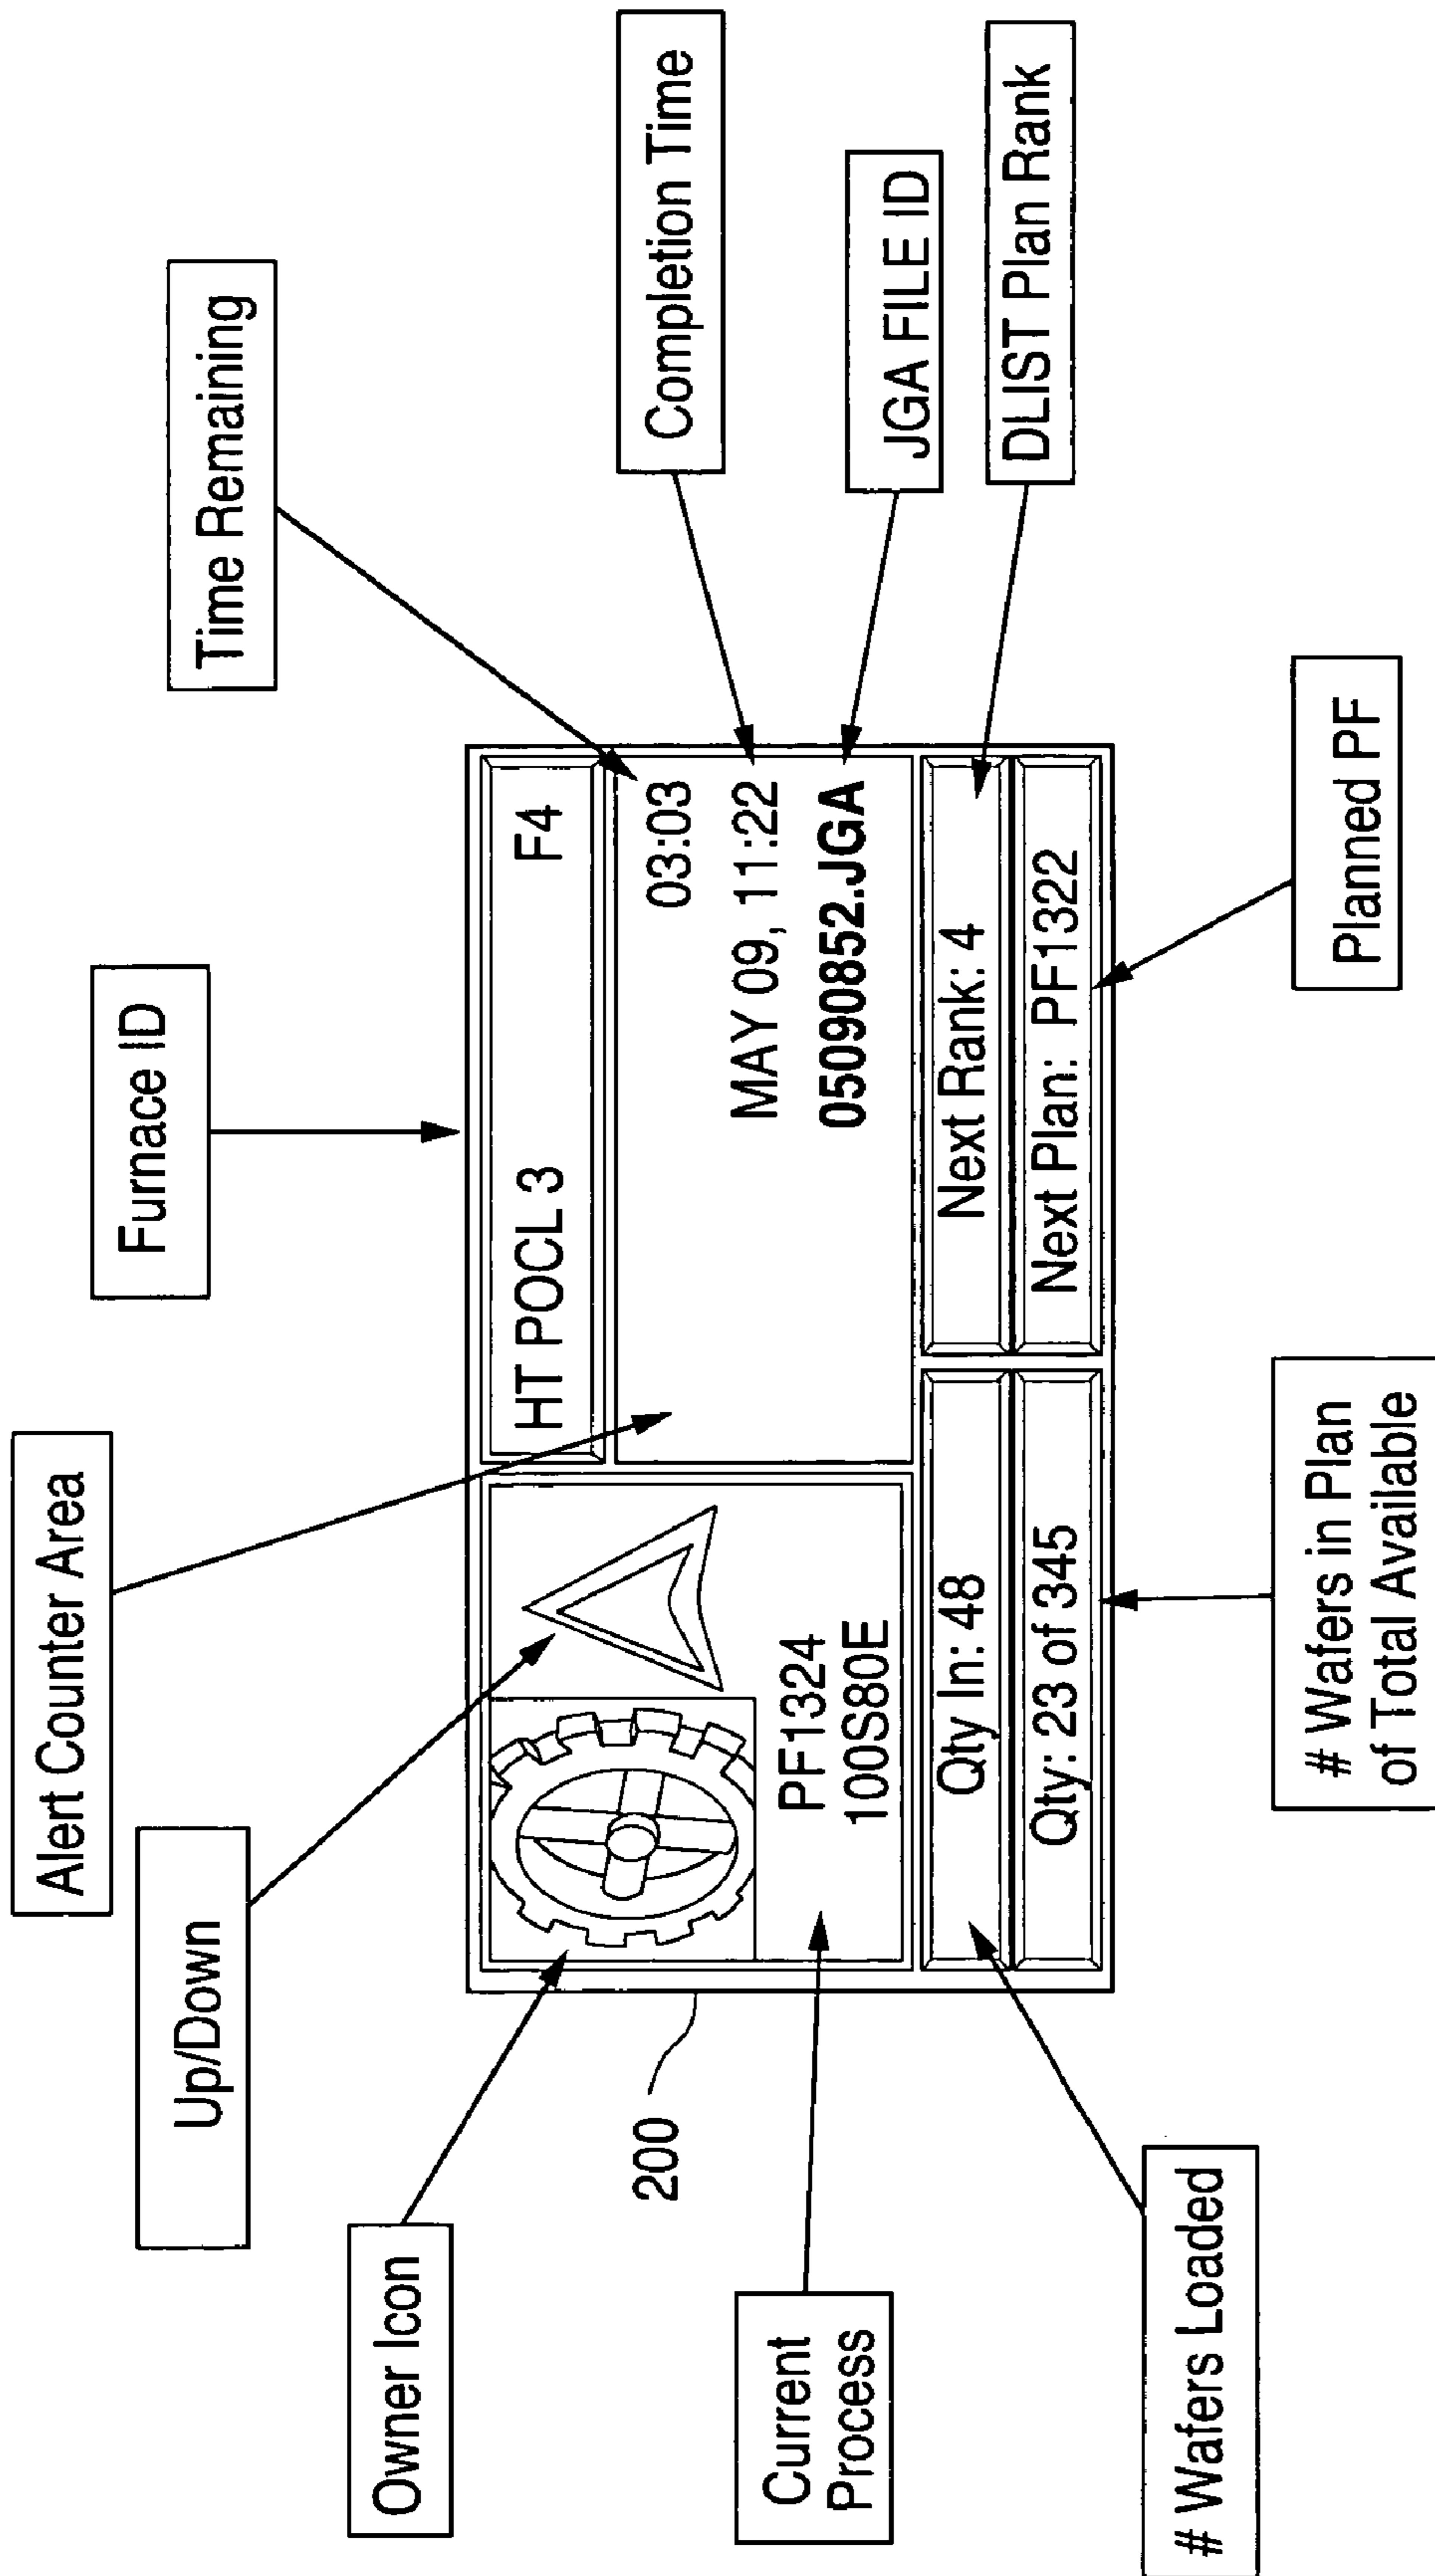 Alert Counter Area
Furnace ID
Time Remaining
Up/Down
Owner Icon
Completion Time
HT POCL 3 F4
03:03
MAY 09, 11:22
05090852.JGA
JGA FILE ID
PF1324
100S80E
200
Current
Process
Qty In: 48
Next Rank: 4
DLIST Plan Rank
Qty: 23 of 345
Next Plan: PF1322
# Wafers Loaded
# Wafers in Plan
of Total Available
Planned PF